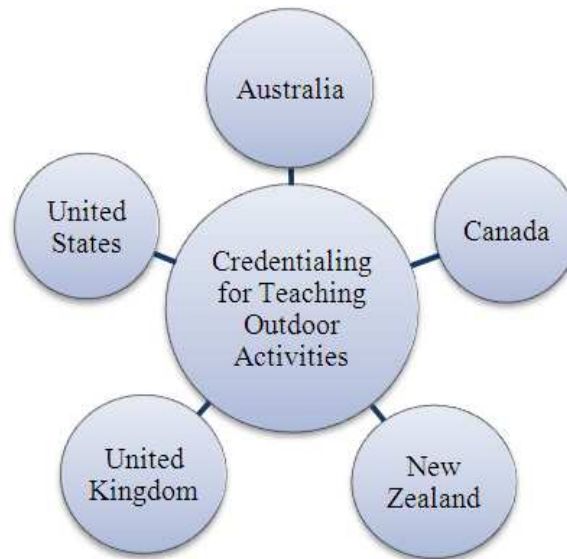 Australia
United
States
Canada
Credentialing
for Teaching
Outdoor
Activities
United
Kingdom
New
Zealand